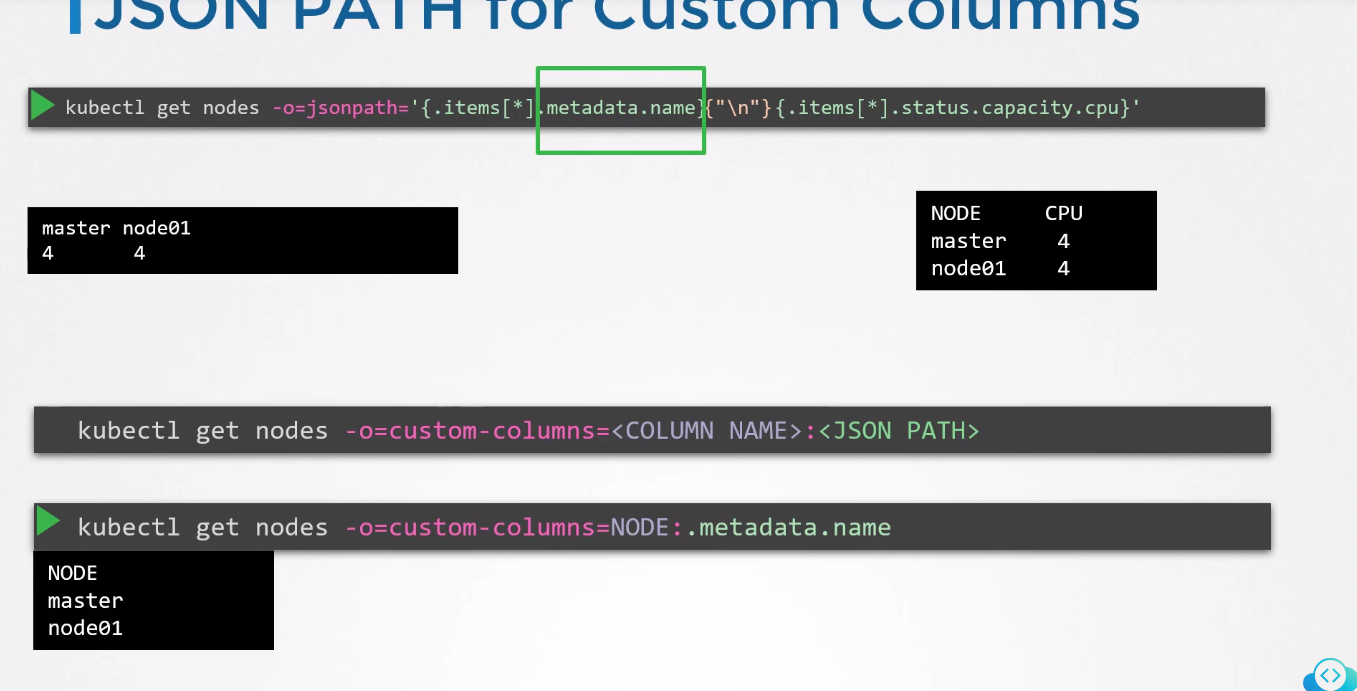 JSON PATH for Custom Columns
kubectl get nodes -o=jsonpath='{.items[*].metadata.name}{"\n"}{.items[*].status.capacity.cpu}'
master node01
4 4
NODE CPU
master 4
node01 4
kubectl get nodes -o=custom-columns=<COLUMN NAME>:<JSON PATH>
kubectl get nodes -o=custom-columns=NODE:.metadata.name
NODE
master
node01